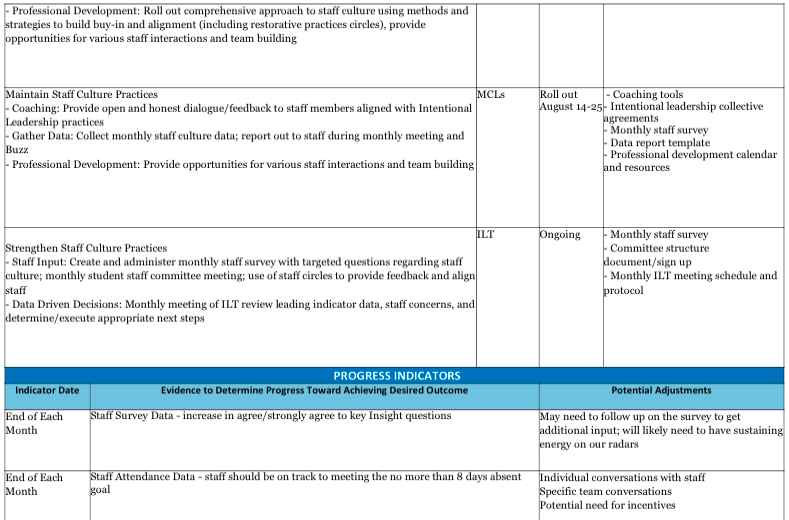 - Professional Development: Roll out comprehensive approach to staff culture using methods and
strategies to build buy-in and alignment (including restorative practices circles), provide
opportunities for various staff interactions and team building
Maintain Staff Culture Practices
- Coaching: Provide open and honest dialogue/feedback to staff members aligned with Intentional
Leadership practices
- Gather Data: Collect monthly staff culture data; report out to staff during monthly meeting and
Buzz
- Professional Development: Provide opportunities for various staff interactions and team building
MCLs
Roll out
August 14-25
- Coaching tools
- Intentional leadership collective
agreements
- Monthly staff survey
- Data report template
- Professional development calendar
and resources
Strengthen Staff Culture Practices
- Staff Input: Create and administer monthly staff survey with targeted questions regarding staff
culture; monthly student staff committee meeting; use of staff circles to provide feedback and align
staff
- Data Driven Decisions: Monthly meeting of ILT review leading indicator data, staff concerns, and
determine/execute appropriate next steps
ILT
Ongoing
- Monthly staff survey
- Committee structure
document/sign up
- Monthly ILT meeting schedule and
protocol
PROGRESS INDICATORS
Indicator Date
Evidence to Determine Progress Toward Achieving Desired Outcome
Potential Adjustments
End of Each
Month
Staff Survey Data - increase in agree/strongly agree to key Insight questions
May need to follow up on the survey to get
additional input; will likely need to have sustaining
energy on our radars
End of Each
Month
Staff Attendance Data - staff should be on track to meeting the no more than 8 days absent
goal
Individual conversations with staff
Specific team conversations
Potential need for incentives